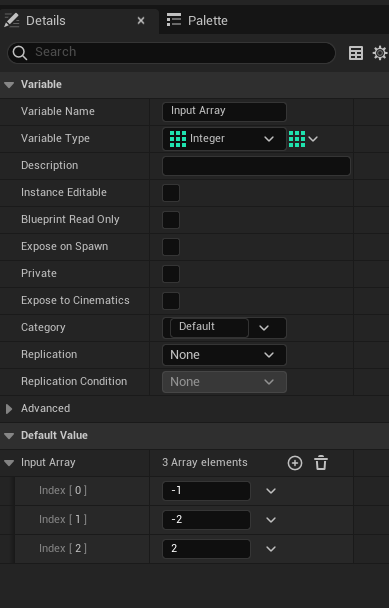 Details × Palette
Search
Variable
Variable Name Input Array
Variable Type Integer
Description
Instance Editable
Blueprint Read Only
Expose on Spawn
Private
Expose to Cinematics
Category Default
Replication None
Replication Condition None
Advanced
Default Value
Input Array 3 Array elements
Index [ 0 ] -1
Index [ 1 ] -2
Index [ 2 ] 2